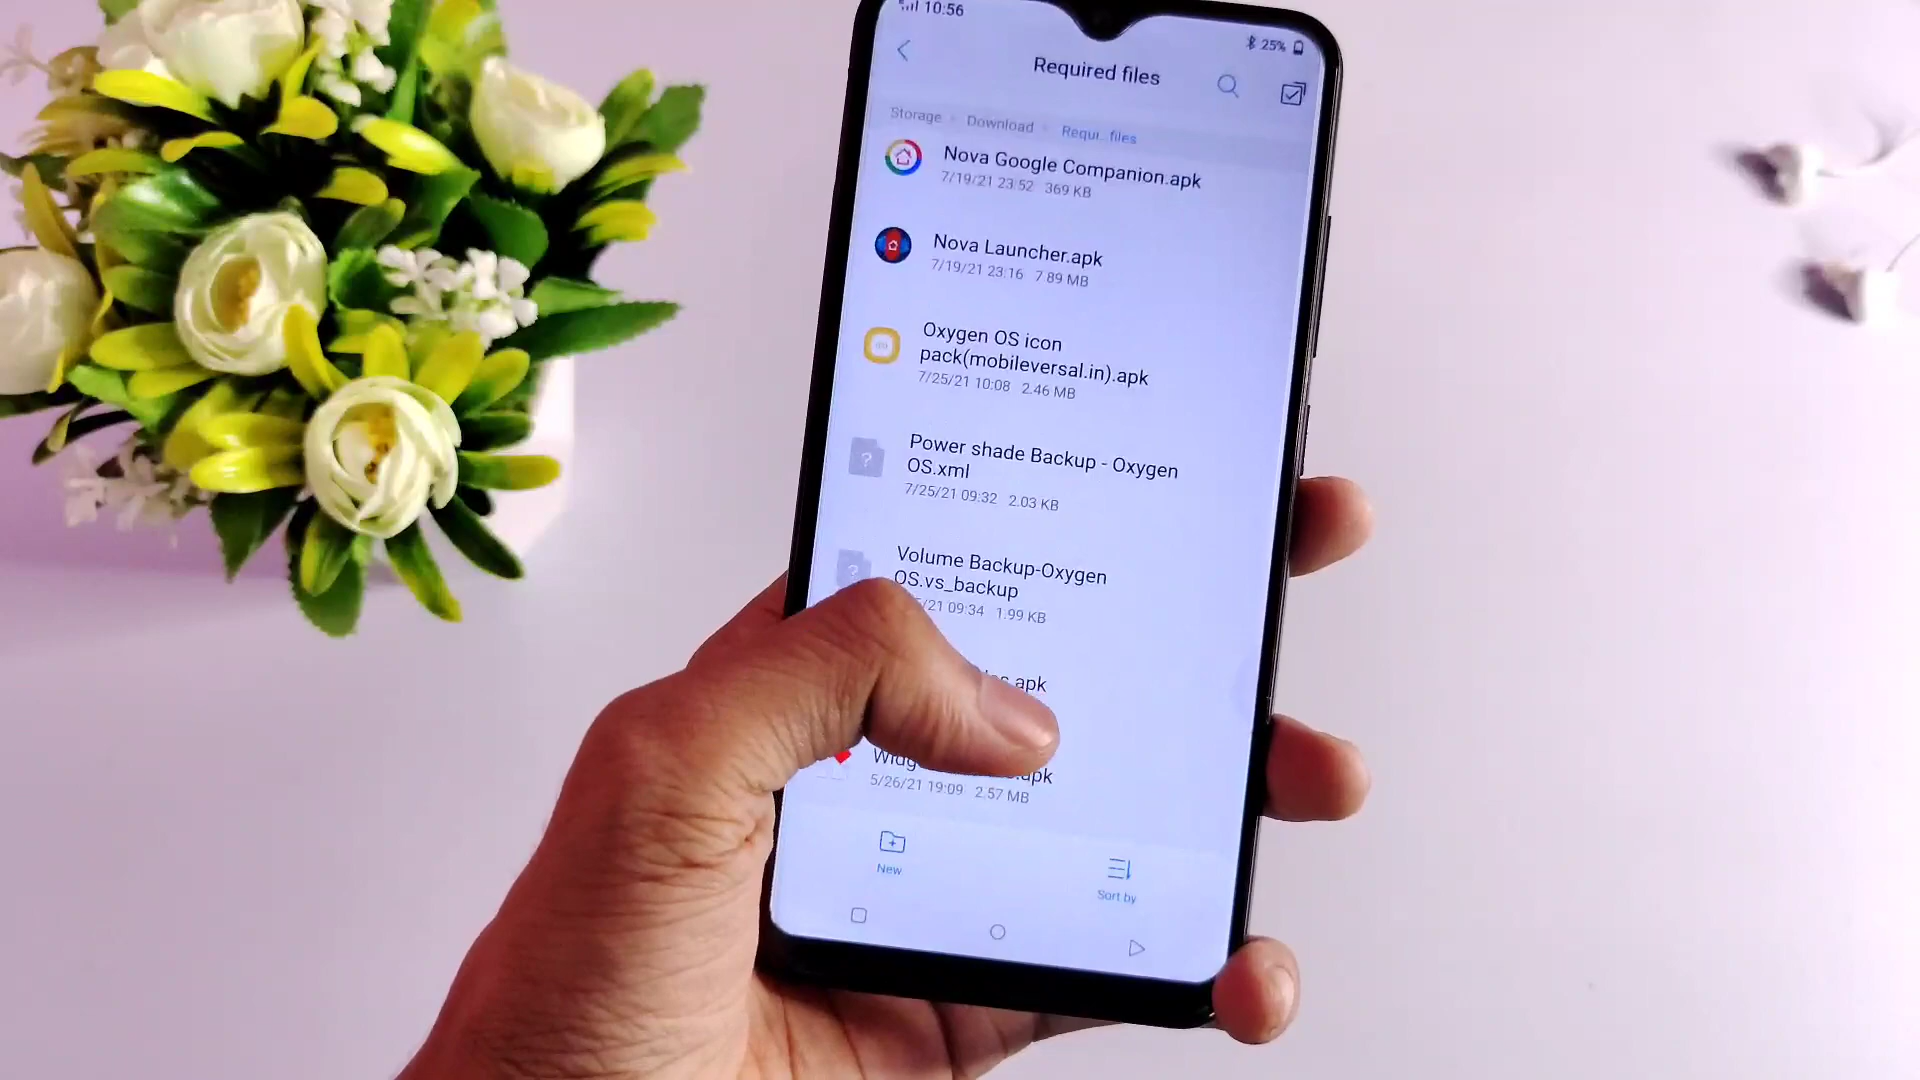 10:56
25%
Required files
Storage
Download
Requi.. files
Nova Google Companion.apk
7/19/21 23:52 369 KB
Nova Launcher.apk
7/19/21 23:16 7.89 MB
Oxygen OS icon
pack(mobileversal.in).apk
7/25/21 10:08 2.46 MB
Power shade Backup - Oxygen
OS.xml
7/25/21 09:32 2.03 KB
Volume Backup-Oxygen
OS.vs_backup
/21 09:34 1.99 KB
.apk
.apk
5/26/21 19:09 2.57 MB
New
Sort by